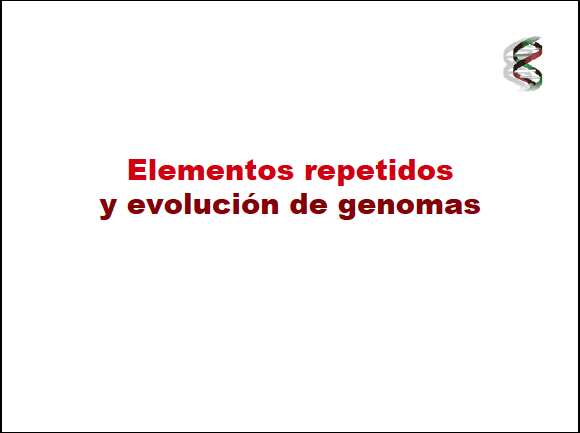 Elementos repetidos
y evolución de genomas